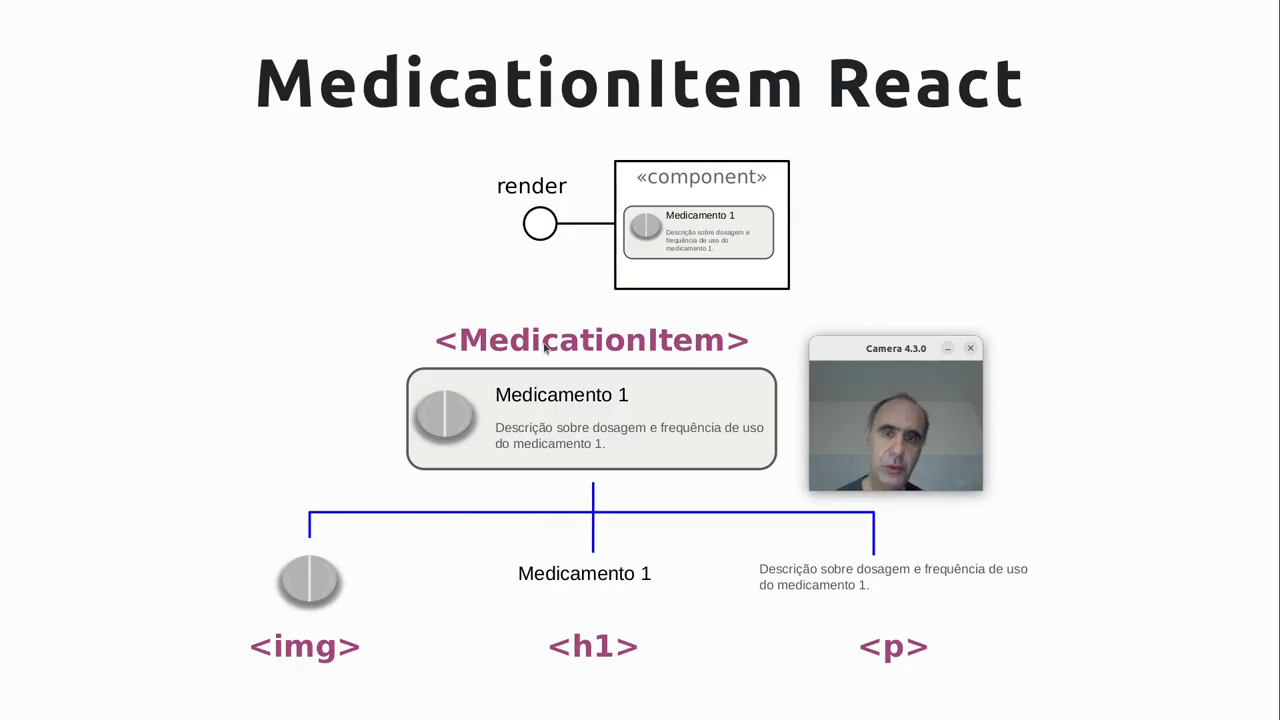 MedicationItem React
render
«component»
Medicamento 1
Descrição sobre dosagem e
frequência de uso do
medicamento 1.
<MedicationItem>
Camera 4.3.0
Medicamento 1
Descrição sobre dosagem e frequência de uso
do medicamento 1.
Medicamento 1
Descrição sobre dosagem e frequência de uso
do medicamento 1.
<img>
<h1>
<p>